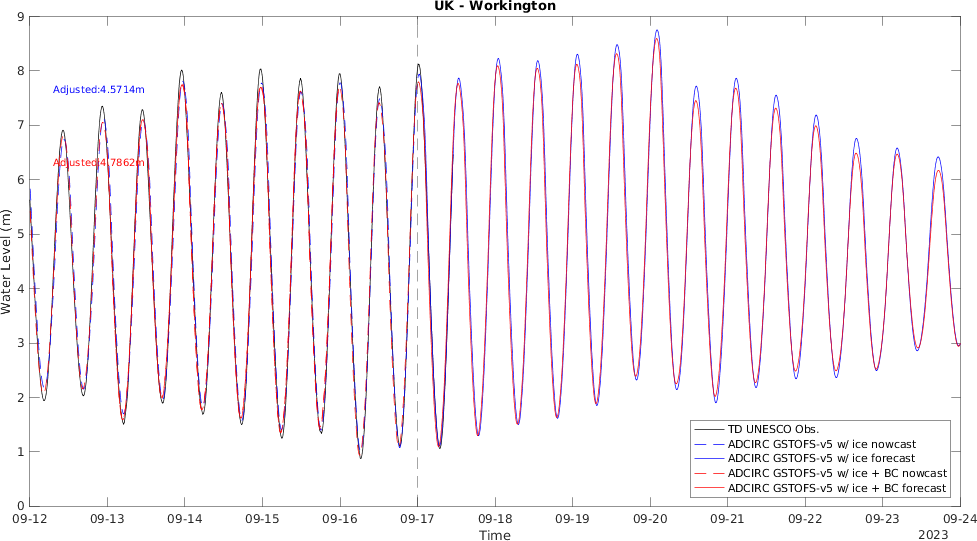 UK - Workington
9
8
7
6
5
4
3
2
1
0
Water Level (m)
Adjusted:4.5714m
Adjusted:4.7862m
TD UNESCO Obs.
ADCIRC GSTOFS-v5 w/ ice nowcast
ADCIRC GSTOFS-v5 w/ ice forecast
ADCIRC GSTOFS-v5 w/ ice + BC nowcast
ADCIRC GSTOFS-v5 w/ ice + BC forecast
09-12 09-13 09-14 09-15 09-16 09-17 09-18 09-19 09-20 09-21 09-22 09-23 09-24
Time
2023